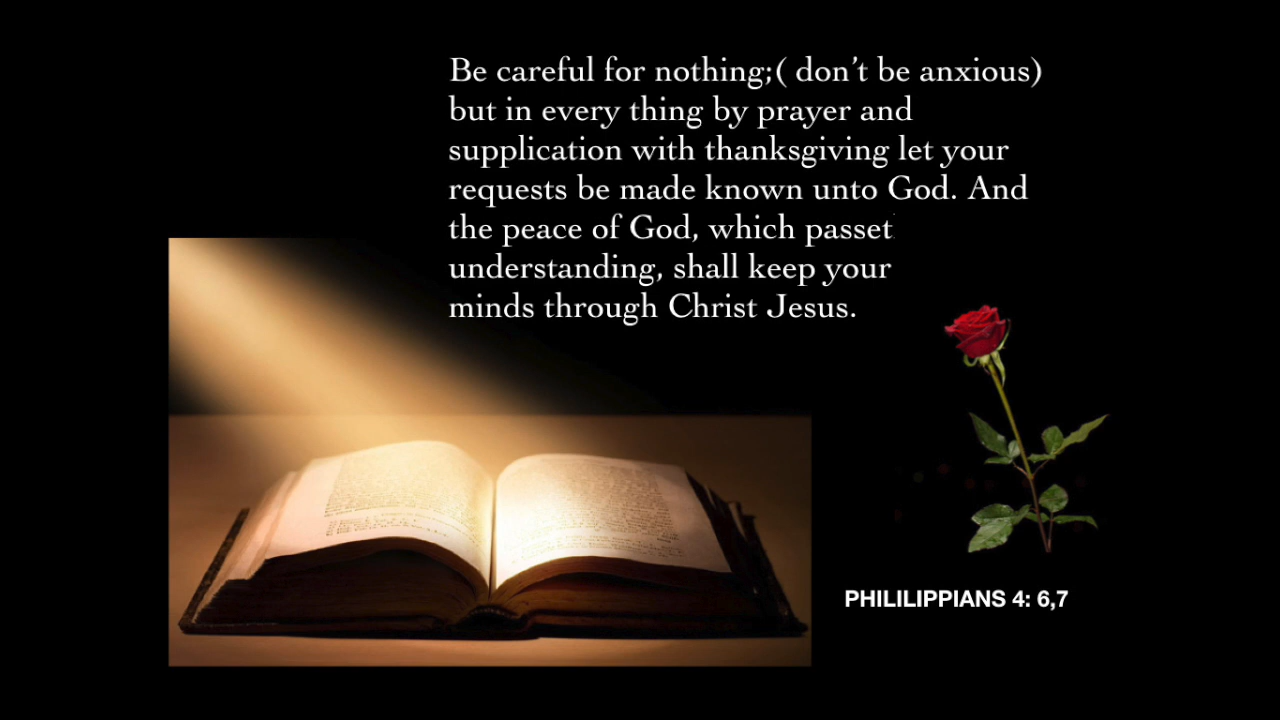 Be careful for nothing;( don't be anxious)
but in every thing by prayer and
supplication with thanksgiving let your
requests be made known unto God. And
the peace of God, which passet
understanding, shall keep your
minds through Christ Jesus.
PHILILIPPIANS 4: 6,7